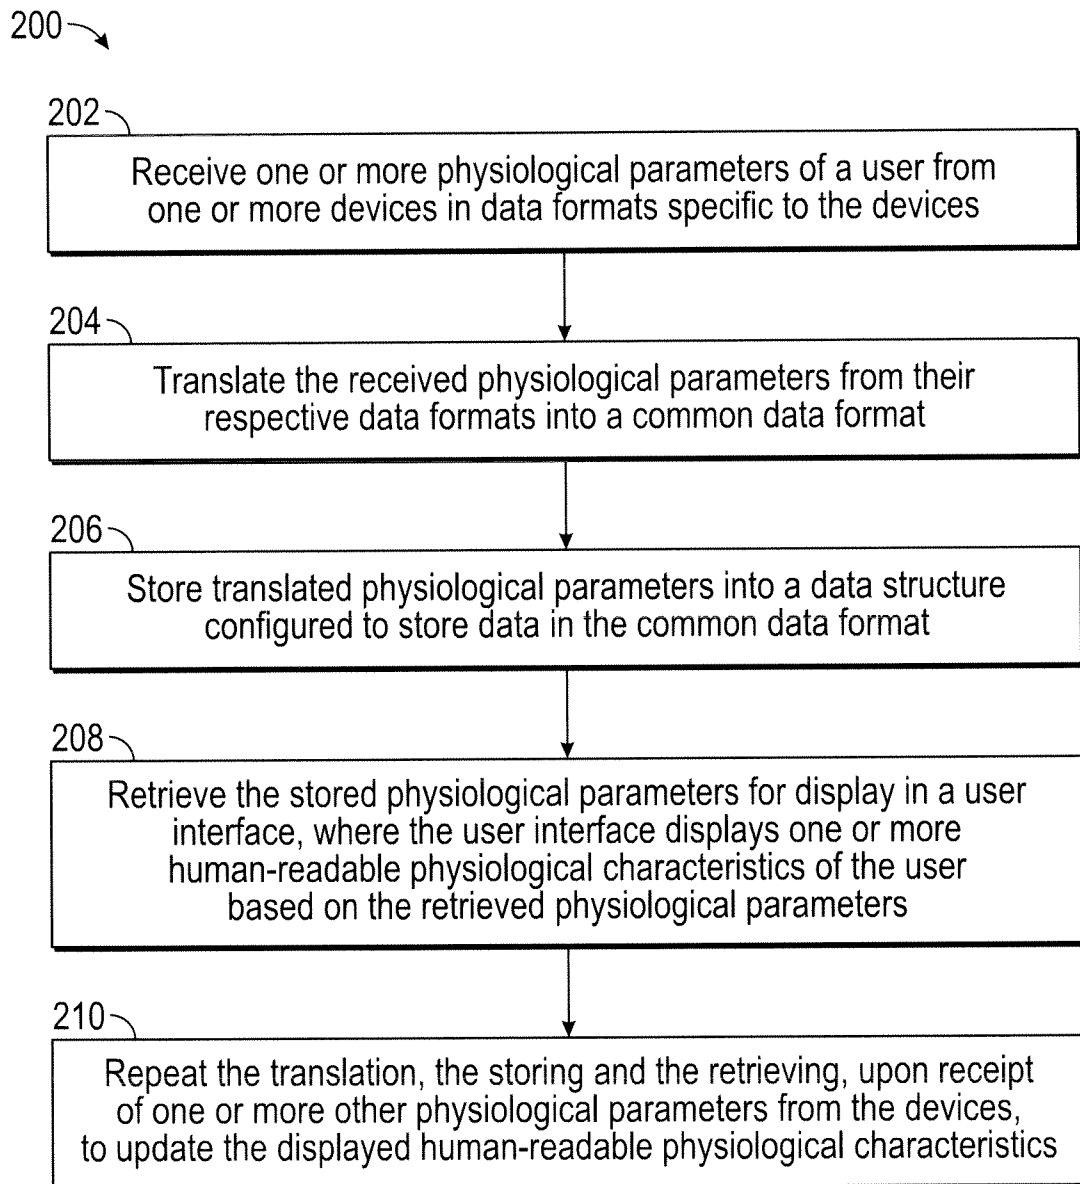 200
202
Receive one or more physiological parameters of a user from
one or more devices in data formats specific to the devices
204
Translate the received physiological parameters from their
respective data formats into a common data format
206
Store translated physiological parameters into a data structure
configured to store data in the common data format
208
Retrieve the stored physiological parameters for display in a user
interface, where the user interface displays one or more
human-readable physiological characteristics of the user
based on the retrieved physiological parameters
210
Repeat the translation, the storing and the retrieving, upon receipt
of one or more other physiological parameters from the devices,
to update the displayed human-readable physiological characteristics